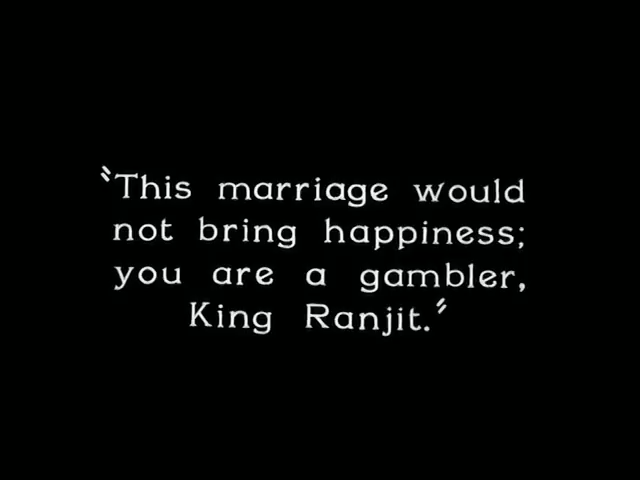 "This marriage would
not bring happiness;
you are a gambler,
King Ranjit."